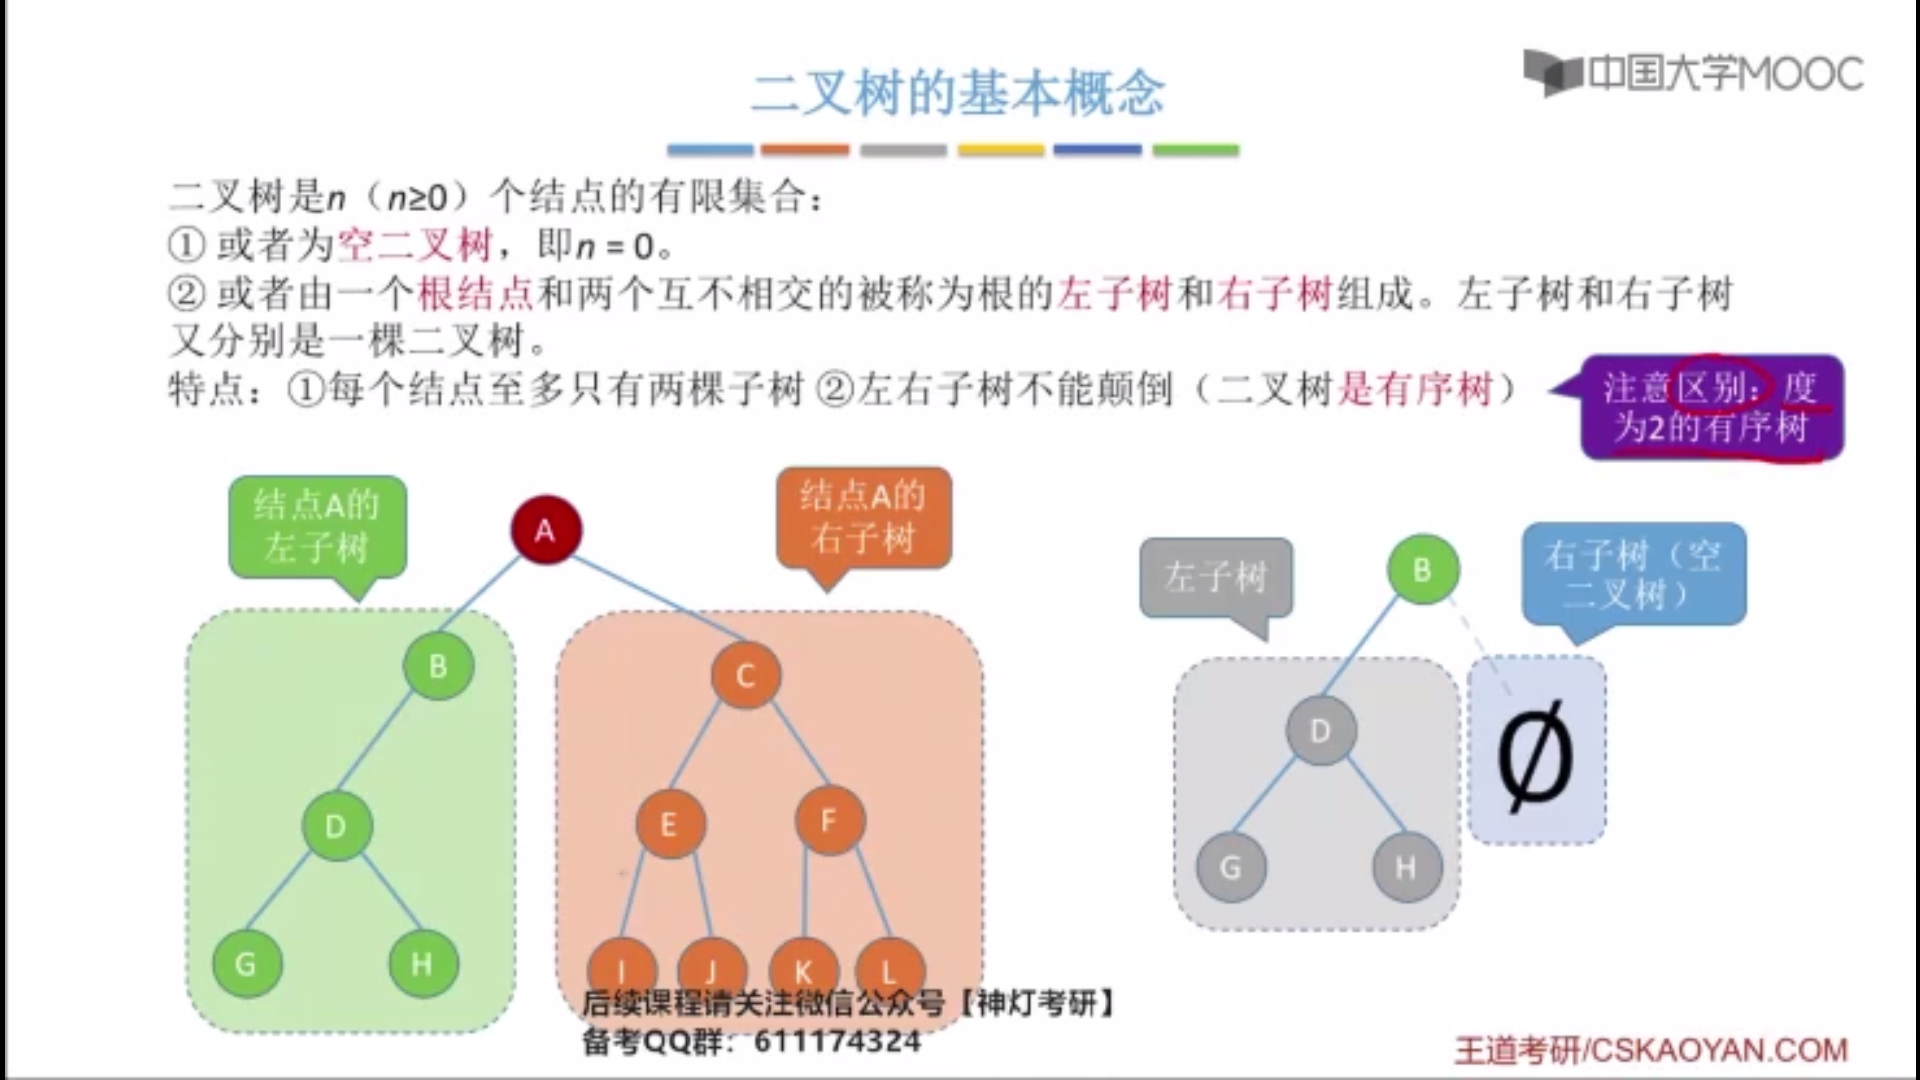 中国大学MOOC
二叉树的基本概念
二叉树是n（n≥0）个结点的有限集合：
① 或者为空二叉树，即n = 0。
② 或者由一个根结点和两个互不相交的被称为根的左子树和右子树组成。左子树和右子树
又分别是一棵二叉树。
特点：①每个结点至多只有两棵子树 ②左右子树不能颠倒（二叉树是有序树）
注意区别：度
为2的有序树
结点A的
左子树
A
结点A的
右子树
B
C
D
E
F
G
H
I
J
K
L
左子树
B
右子树（空
二叉树）
D
Ø
G
H
后续课程请关注微信公众号【神灯考研】
备考QQ群：611174324
王道考研/CSKAOYAN.COM